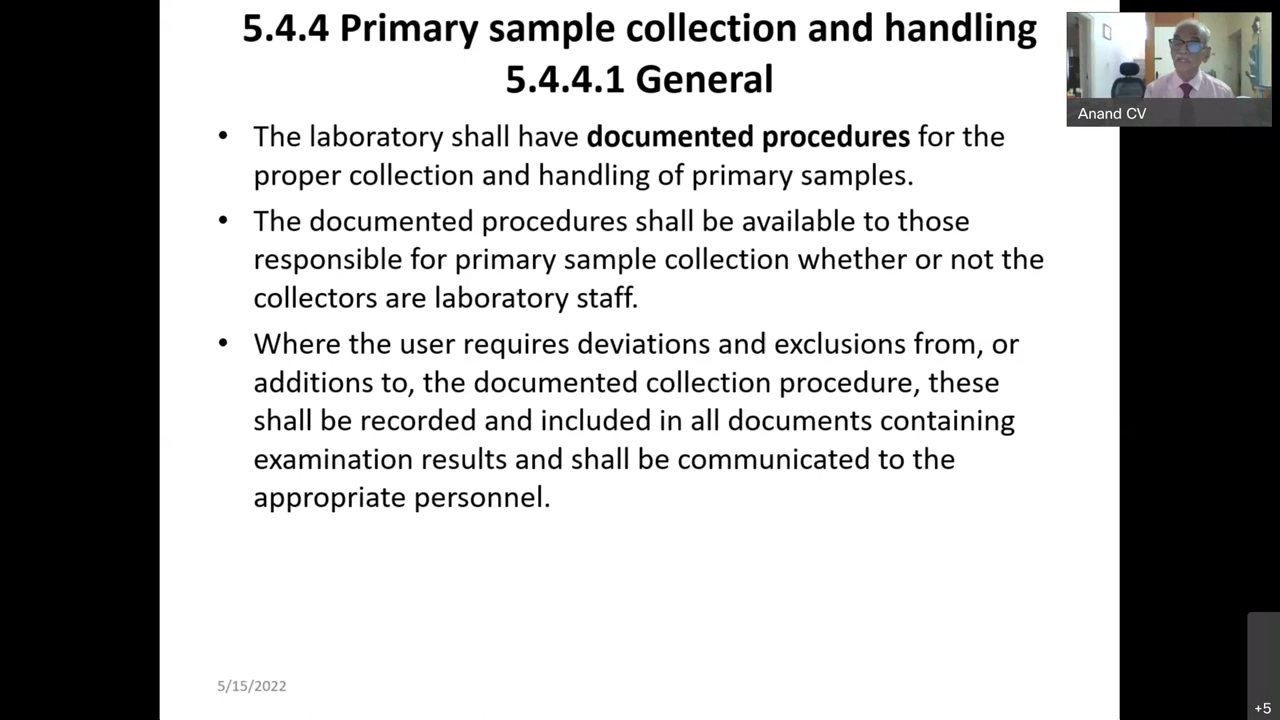 5.4.4 Primary sample collection and handling
5.4.4.1 General
• The laboratory shall have documented procedures for the
proper collection and handling of primary samples.
• The documented procedures shall be available to those
responsible for primary sample collection whether or not the
collectors are laboratory staff.
• Where the user requires deviations and exclusions from, or
additions to, the documented collection procedure, these
shall be recorded and included in all documents containing
examination results and shall be communicated to the
appropriate personnel.
5/15/2022
Anand CV
+5